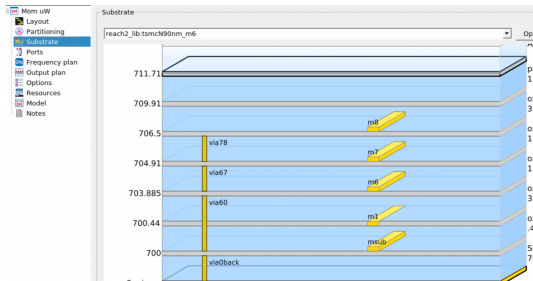 Mom uW
Layout
Partitioning
Substrate
Ports
Frequency plan
Output plan
Options
Resources
Model
Notes
Substrate
reach2_lib:tsmcN90nm_m6
Op
711.71
709.91
706.5
m8
via78
704.91
m7
via67
703.885
m6
via60
700.44
m1
700
msub
via0back